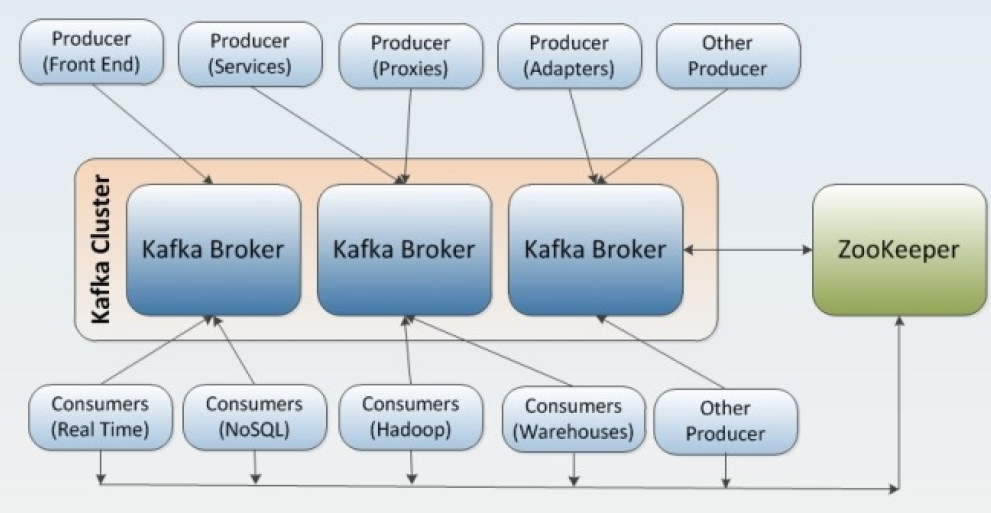 Producer
(Front End)
Producer
(Services)
Producer
(Proxies)
Producer
(Adapters)
Other
Producer
Kafka Cluster
Kafka Broker
Kafka Broker
Kafka Broker
ZooKeeper
Consumers
(Real Time)
Consumers
(NoSQL)
Consumers
(Hadoop)
Consumers
(Warehouses)
Other
Producer